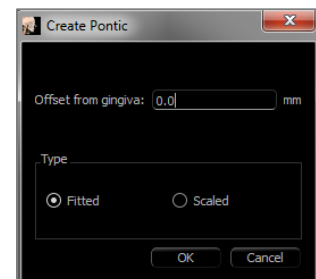 Create Pontic
Offset from gingiva: 0.0 mm
Type
Fitted Scaled
OK Cancel